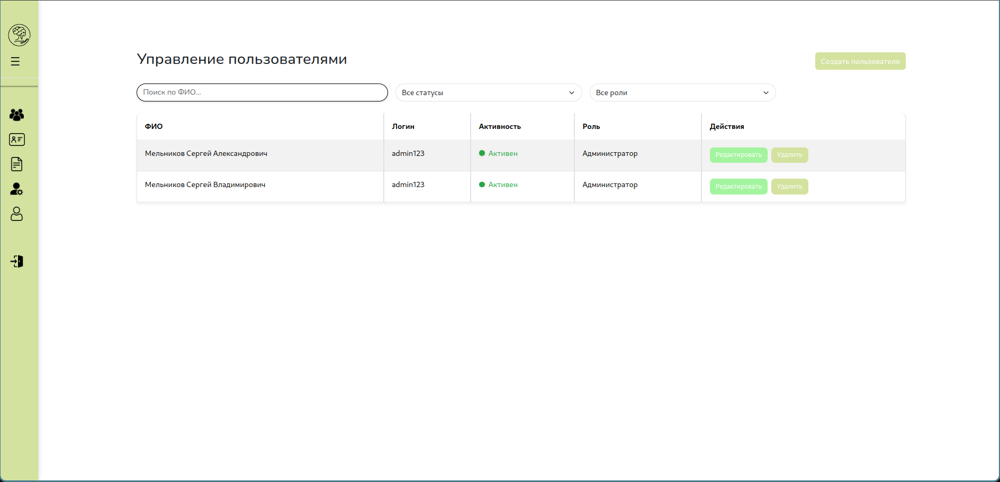 Управление пользователями
Создать пользователя
Поиск по ФИО...
Все статусы
Все роли
ФИО Логин Активность Роль Действия
Мельников Сергей Александрович admin123 Активен Администратор Редактировать Удалить
Мельников Сергей Владимирович admin123 Активен Администратор Редактировать Удалить